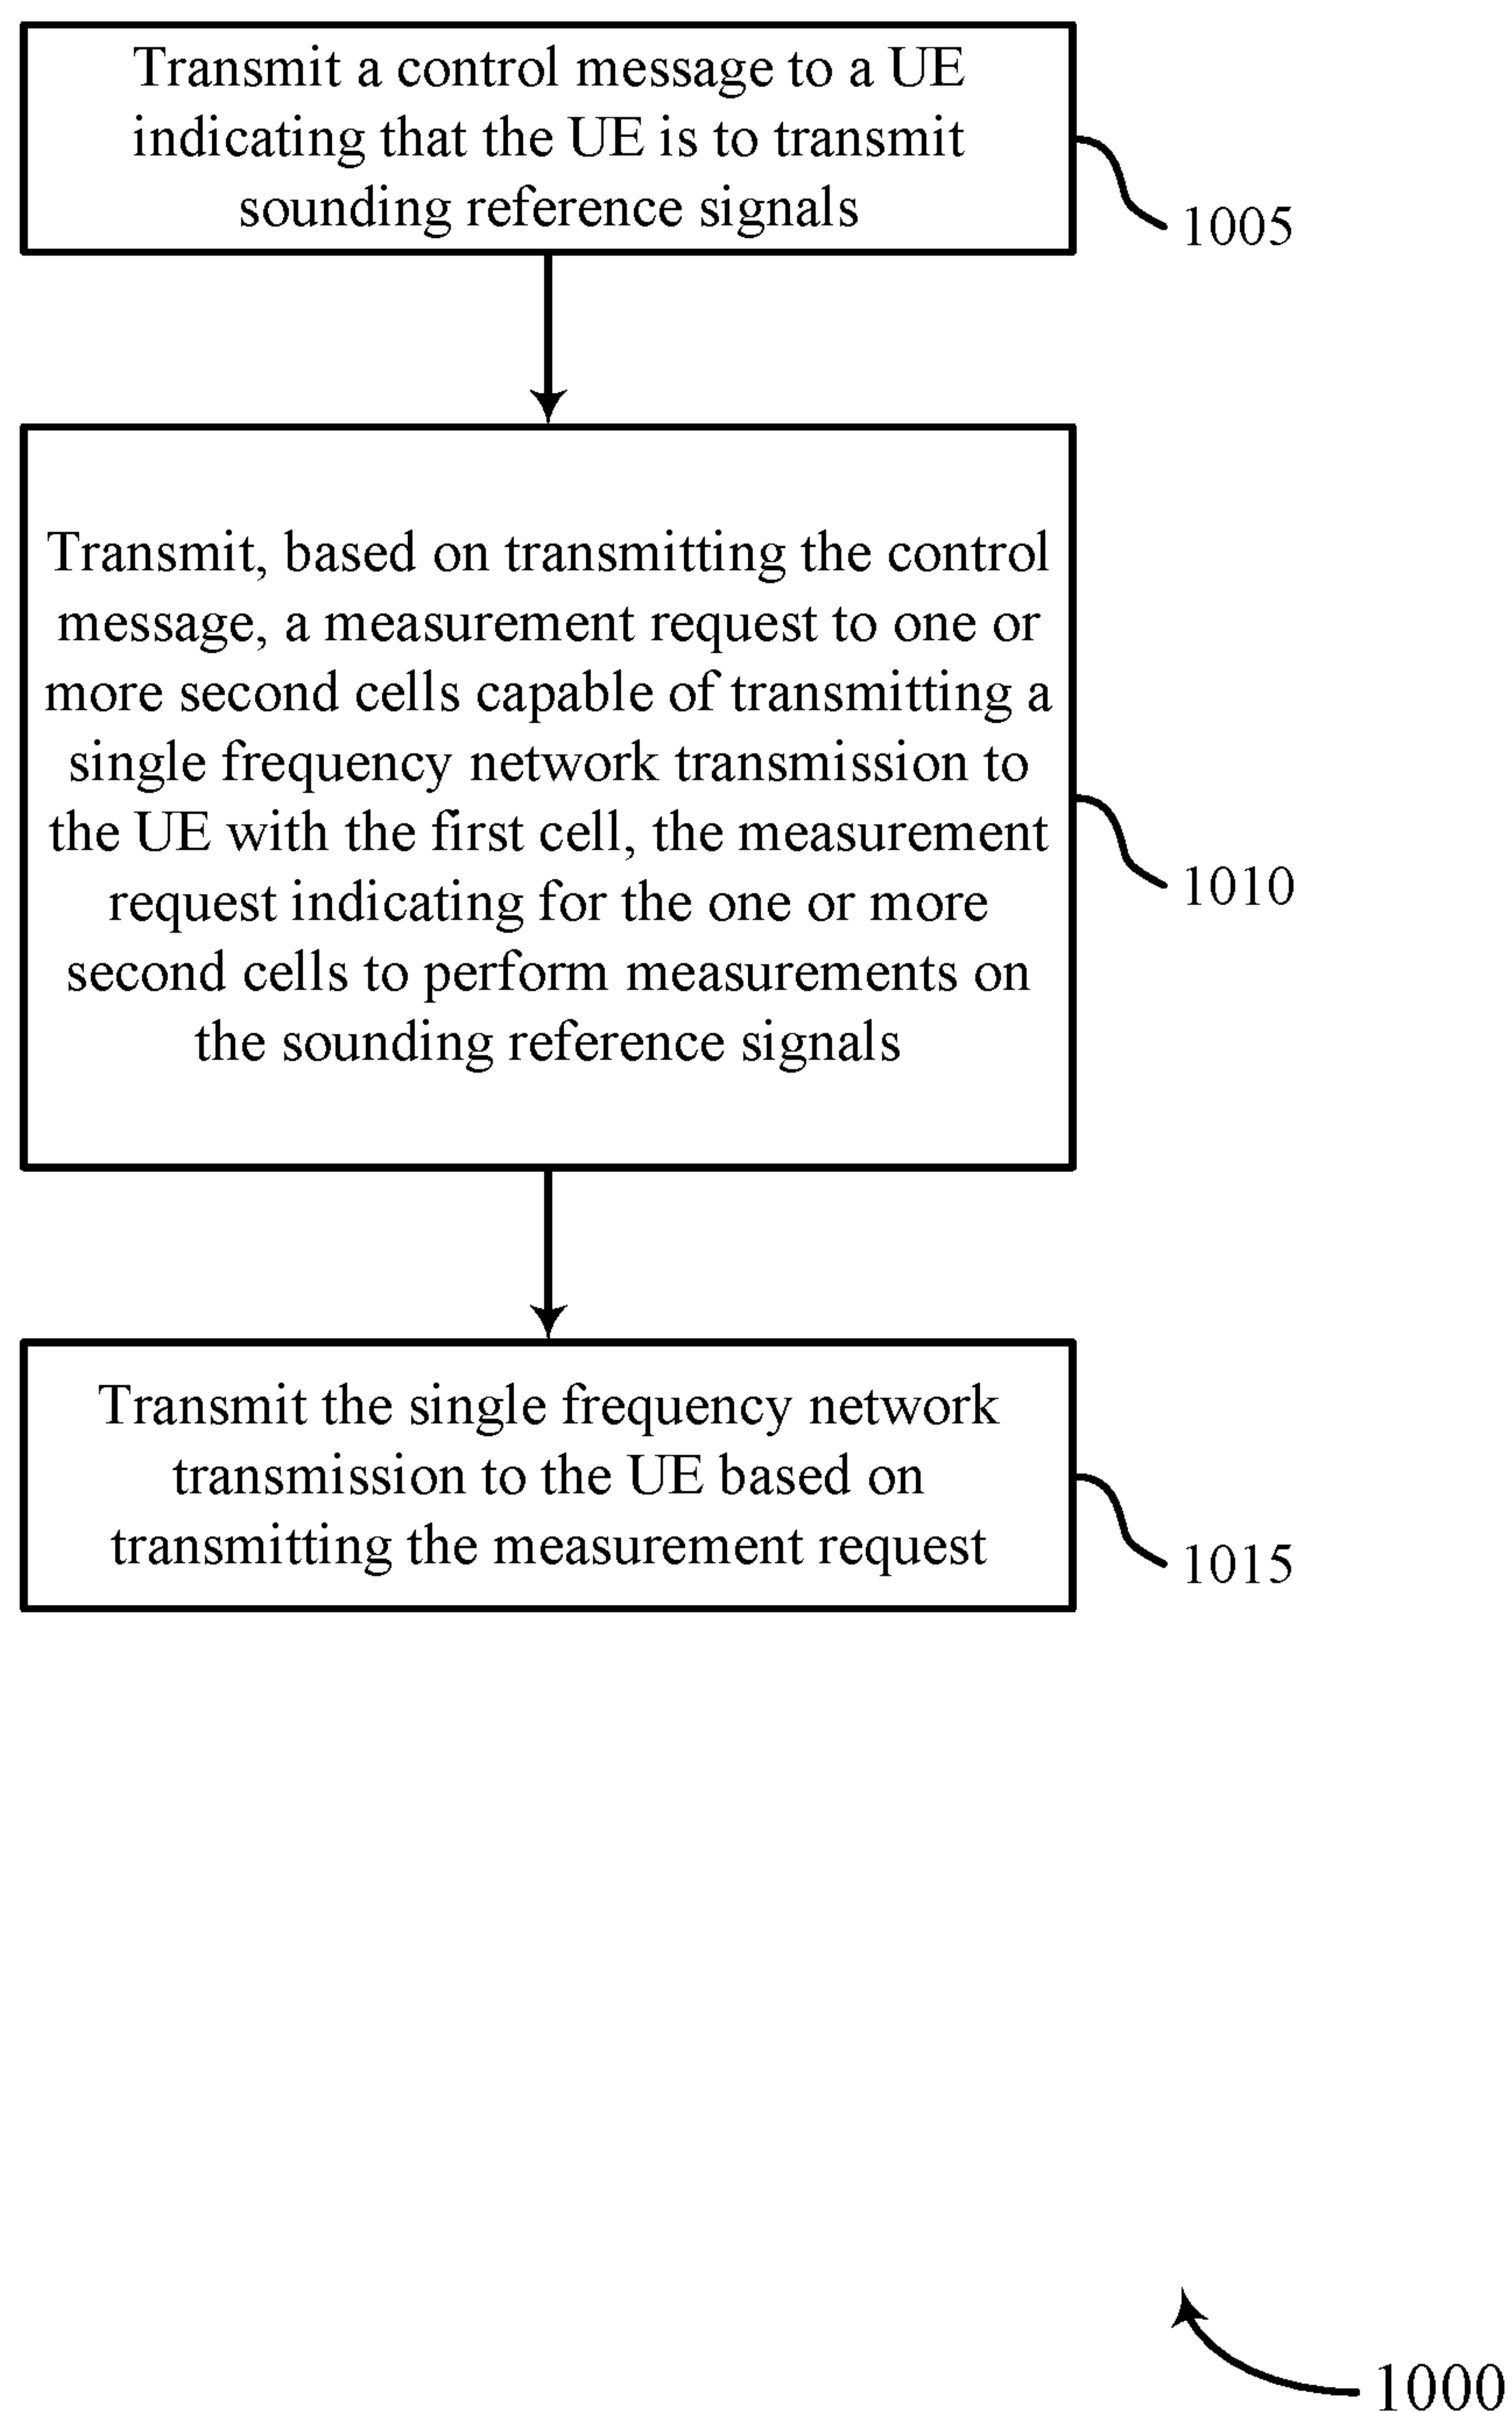 Transmit a control message to a UE
indicating that the UE is to transmit
sounding reference signals
1005
Transmit, based on transmitting the control
message, a measurement request to one or
more second cells capable of transmitting a
single frequency network transmission to
the UE with the first cell, the measurement
request indicating for the one or more
second cells to perform measurements on
the sounding reference signals
1010
Transmit the single frequency network
transmission to the UE based on
transmitting the measurement request
1015
1000